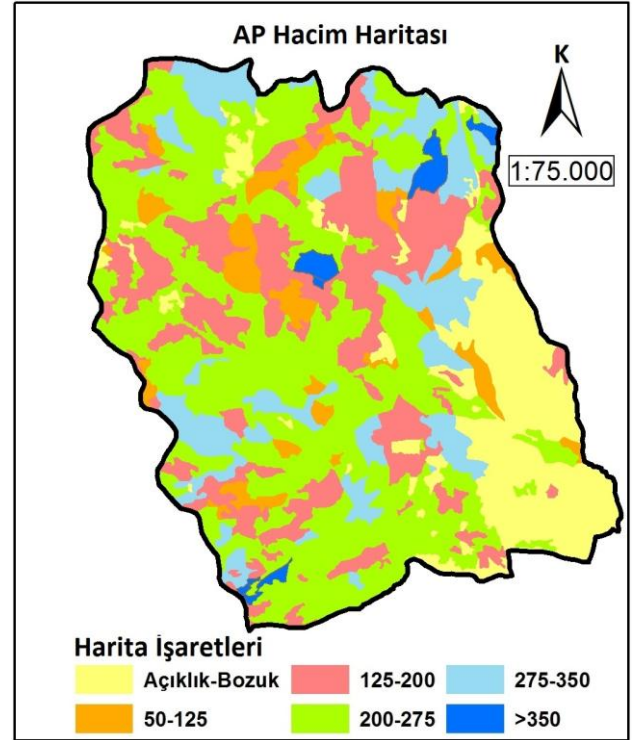 AP Hacim Haritası
K
1:75.000
Harita İşaretleri
Açıklık-Bozuk 125-200 275-350
50-125 200-275 >350